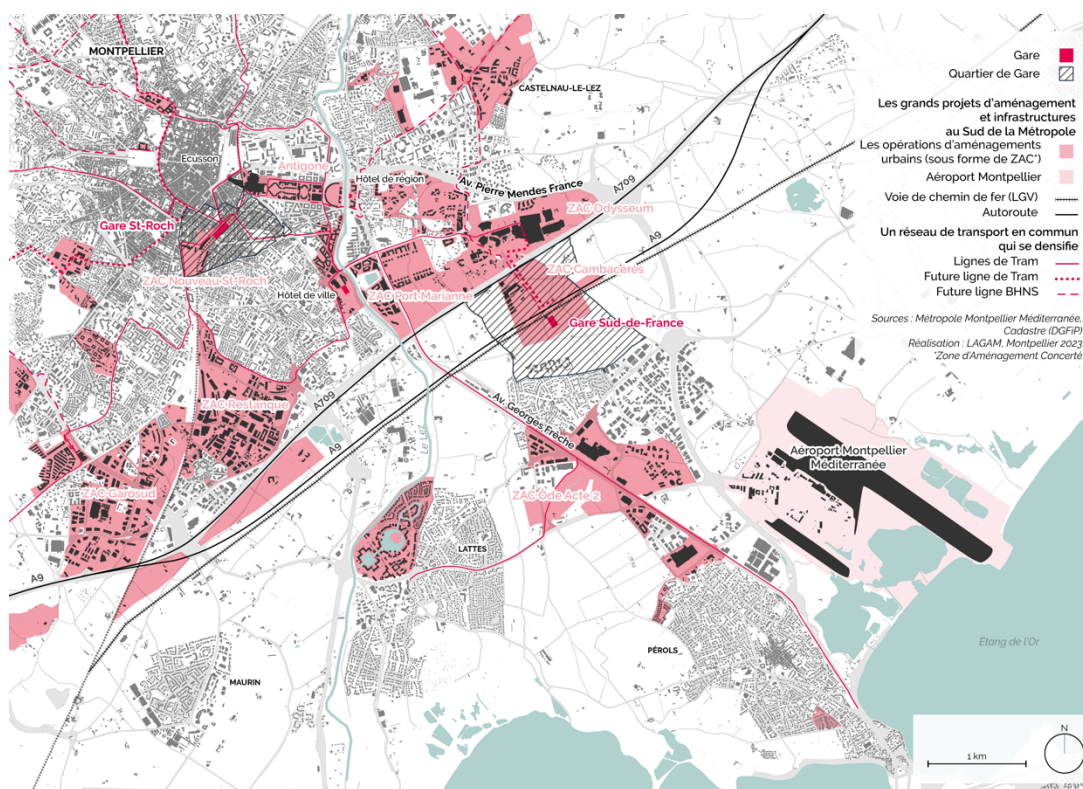 MONTPELLIER
CASTELNAU-LE-LEZ
Ecusson
Antigone
Hôtel de région
Av. Pierre Mendes France
A709
ZAC Odysseum
A9
Gare St-Roch
ZAC Nouveau St-Roch
Hôtel de ville
ZAC Port Marianne
ZAC Cambacérès
Gare Sud-de-France
ZAC Restanque
A709
A9
Le Lez
Av. Georges Frêche
Aéroport Montpellier
Méditerranée
ZAC Garosud
ZAC Ode Acte 2
LATTES
A9
MAURIN
PÉROLS
Etang de l'Or
Gare
Quartier de Gare
Les grands projets d'aménagement
et infrastructures
au Sud de la Métropole
Les opérations d'aménagements
urbains (sous forme de ZAC*)
Aéroport Montpellier
Voie de chemin de fer (LGV)
Autoroute
Un réseau de transport en commun
qui se densifie
Lignes de Tram
Future ligne de Tram
Future ligne BHNS
Sources : Métropole Montpellier Méditerranée,
Cadastre (DGFiP)
Réalisation : LAGAM, Montpellier 2023
*Zone d'Aménagement Concerté
N
1 km